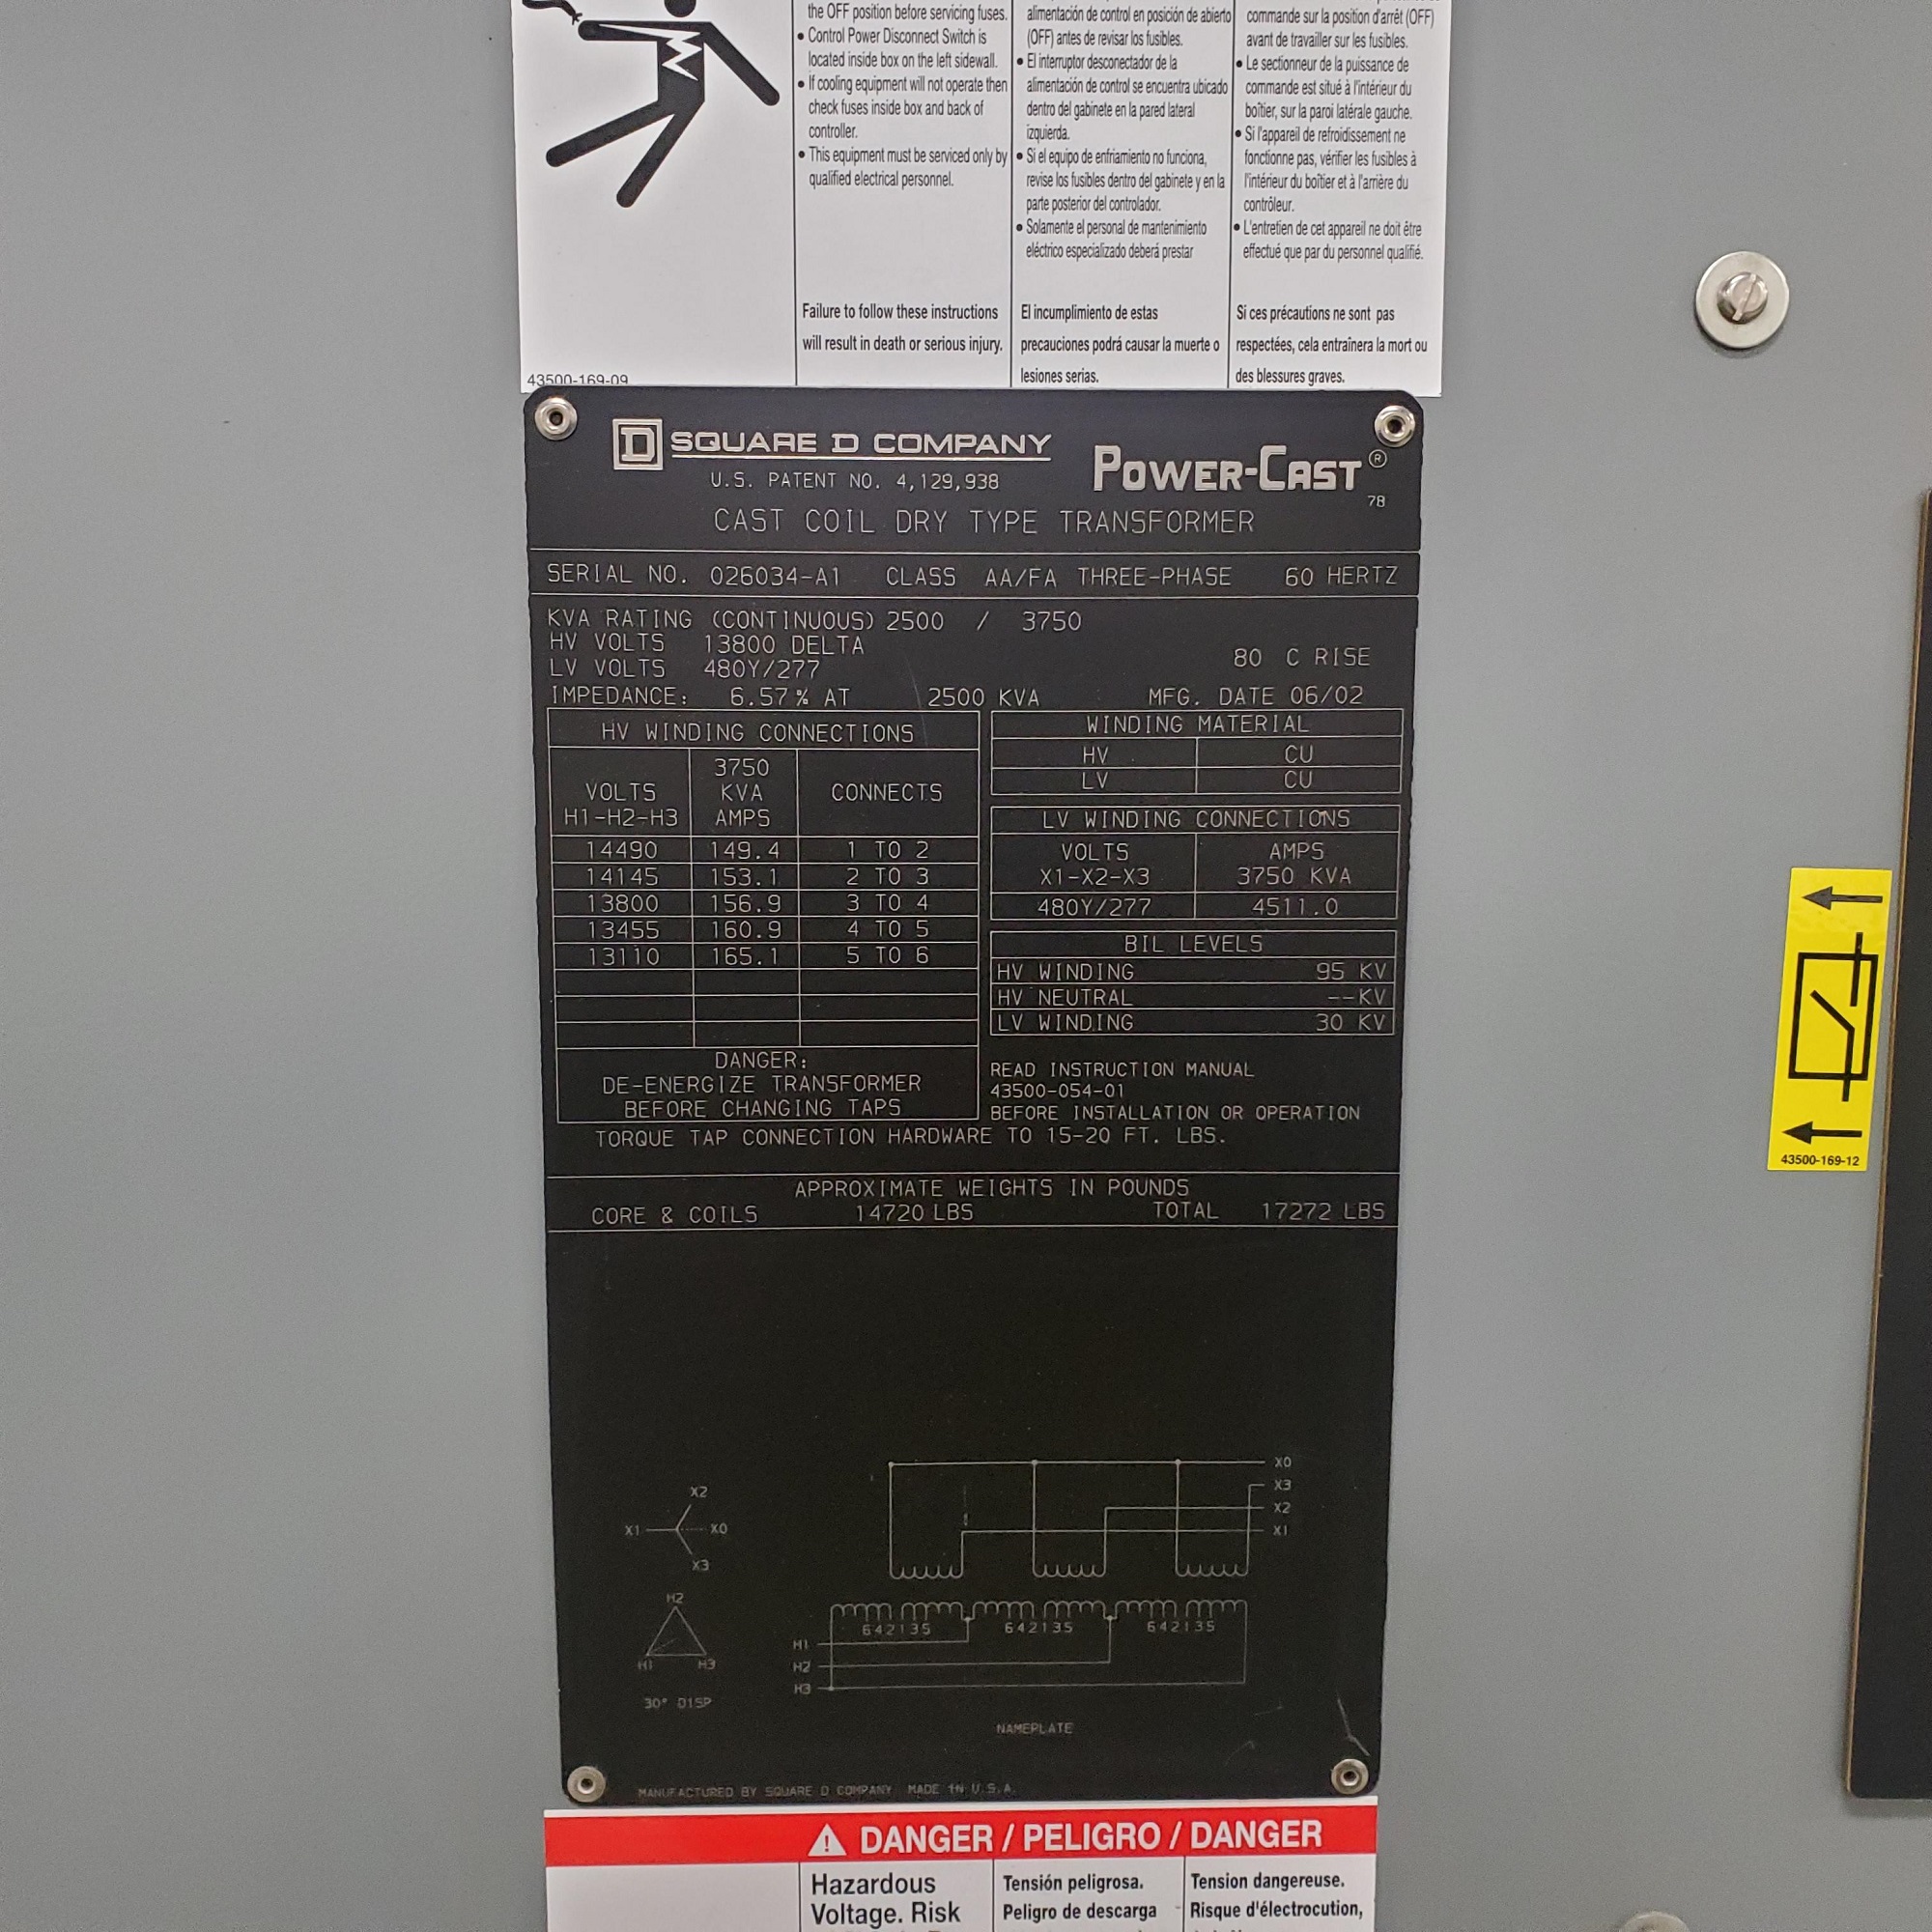 the OFF position before servicing fuses.
• Control Power Disconnect Switch is
located inside box on the left sidewall.
• If cooling equipment will not operate then
check fuses inside box and back of
controller.
• This equipment must be serviced only by
qualified electrical personnel.
Failure to follow these instructions
will result in death or serious injury.
alimentación de control en posición de abierto
(OFF) antes de revisar los fusibles.
• El interruptor desconectador de la
alimentación de control se encuentra ubicado
dentro del gabinete en la pared lateral
izquierda.
• Si el equipo de enfriamiento no funciona,
revise los fusibles dentro del gabinete y en la
parte posterior del controlador.
• Solamente el personal de mantenimiento
eléctrico especializado deberá prestar
El incumplimiento de estas
precauciones podrá causar la muerte o
lesiones serias.
commande sur la position d'arrêt (OFF)
avant de travailler sur les fusibles.
• Le sectionneur de la puissance de
commande est situé à l'intérieur du
boîtier, sur la paroi latérale gauche.
• Si l'appareil de refroidissement ne
fonctionne pas, vérifier les fusibles à
l'intérieur du boîtier et à l'arrière du
contrôleur.
• L'entretien de cet appareil ne doit être
effectué que par du personnel qualifié.
Si ces précautions ne sont pas
respectées, cela entraînera la mort ou
des blessures graves.
43500-169-09
D SQUARE D COMPANY
U.S. PATENT NO. 4,129,938
POWER-CAST®
78
CAST COIL DRY TYPE TRANSFORMER
SERIAL NO. 026034-A1 CLASS AA/FA THREE-PHASE 60 HERTZ
KVA RATING (CONTINUOUS) 2500 / 3750
HV VOLTS 13800 DELTA
LV VOLTS 480Y/277
80 C RISE
IMPEDANCE: 6.57% AT 2500 KVA MFG. DATE 06/02
HV WINDING CONNECTIONS
VOLTS H1-H2-H3
3750 KVA AMPS
CONNECTS
14490 149.4 1 TO 2
14145 153.1 2 TO 3
13800 156.9 3 TO 4
13455 160.9 4 TO 5
13110 165.1 5 TO 6
DANGER:
DE-ENERGIZE TRANSFORMER
BEFORE CHANGING TAPS
WINDING MATERIAL
HV CU
LV CU
LV WINDING CONNECTIONS
VOLTS AMPS
X1-X2-X3 3750 KVA
480Y/277 4511.0
BIL LEVELS
HV WINDING 95 KV
HV NEUTRAL --KV
LV WINDING 30 KV
READ INSTRUCTION MANUAL
43500-054-01
BEFORE INSTALLATION OR OPERATION
TORQUE TAP CONNECTION HARDWARE TO 15-20 FT. LBS.
APPROXIMATE WEIGHTS IN POUNDS
CORE & COILS 14720 LBS TOTAL 17272 LBS
X2
X1 X0
X3
H2
H1 H3
30° DISP
X0
X3
X2
X1
642135 642135 642135
H1
H2
H3
NAMEPLATE
MANUFACTURED BY SQUARE D COMPANY MADE IN U.S.A.
43500-169-12
DANGER / PELIGRO / DANGER
Hazardous
Voltage. Risk
Tensión peligrosa.
Peligro de descarga
Tension dangereuse.
Risque d'électrocution,